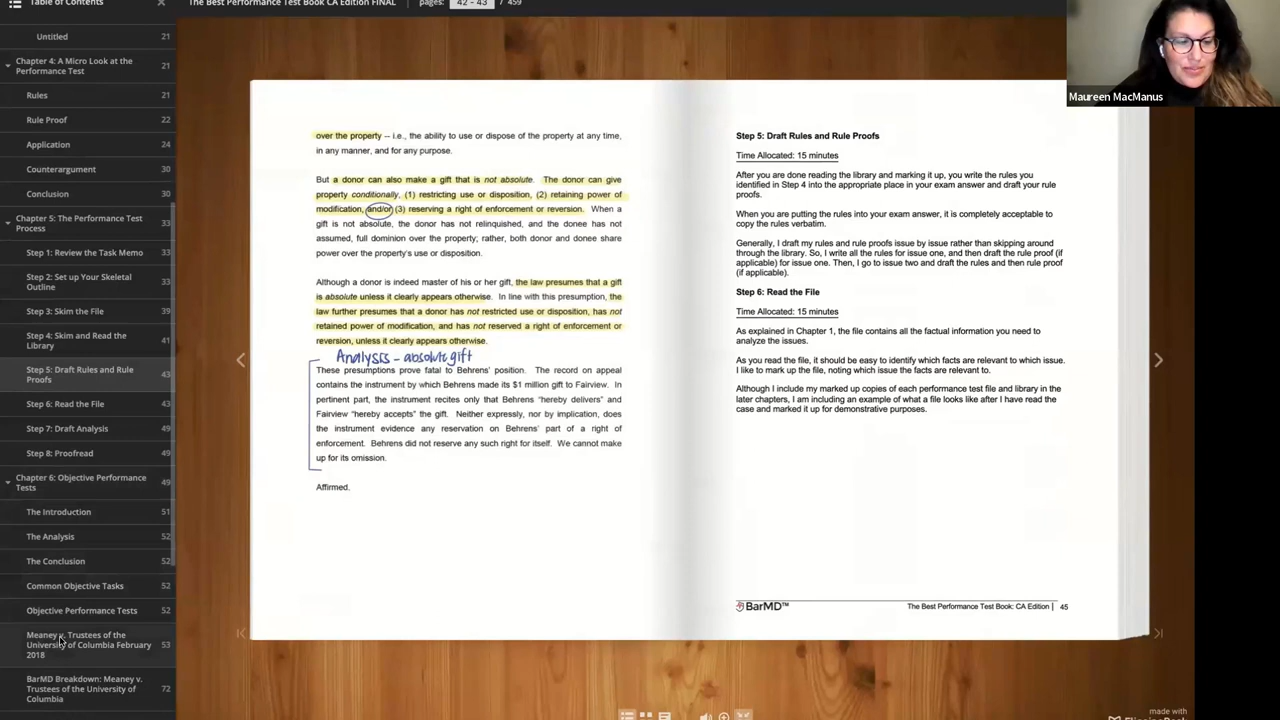 Table of Contents
Untitled 21
Chapter 4: A Micro Look at the
Performance Test 21
Rules 21
Rule Proof 22
Application 24
Counterargument 30
Conclusion 30
Chapter 5: The Performance Test
Process 33
Step 1: Review the Task Memo 33
Step 2: Set up Your Skeletal
Outline 37
Step 3: Skim the File 39
Step 4: Skim and Read the
Library 41
Step 5: Draft Rules and Rule
Proofs 43
Step 6: Read the File 43
Step 7: Draft Analysis 49
Step 8: Proofread 49
Chapter 6: Objective Performance
Tests 49
The Introduction 51
The Analysis 52
The Conclusion 52
Common Objective Tasks 52
Objective Performance Tests 52
Meaney v. Trustees of the
University of Columbia February
2018 53
BarMD Breakdown: Meaney v.
Trustees of the University of
Columbia 72
The Best Performance Test Book CA Edition FINAL
pages: 42 - 43 / 459
over the property -- i.e., the ability to use or dispose of the property at any time,
in any manner, and for any purpose.
But a donor can also make a gift that is not absolute. The donor can give
property conditionally, (1) restricting use or disposition, (2) retaining power of
modification, and/or (3) reserving a right of enforcement or reversion. When a
gift is not absolute, the donor has not relinquished, and the donee has not
assumed, full dominion over the property; rather, both donor and donee share
power over the property's use or disposition.
Although a donor is indeed master of his or her gift, the law presumes that a gift
is absolute unless it clearly appears otherwise. In line with this presumption, the
law further presumes that a donor has not restricted use or disposition, has not
retained power of modification, and has not reserved a right of enforcement or
reversion, unless it clearly appears otherwise.
Analysis - absolute gift
These presumptions prove fatal to Behrens' position. The record on appeal
contains the instrument by which Behrens made its $1 million gift to Fairview. In
pertinent part, the instrument recites only that Behrens "hereby delivers" and
Fairview "hereby accepts" the gift. Neither expressly, nor by implication, does
the instrument evidence any reservation on Behrens' part of a right of
enforcement. Behrens did not reserve any such right for itself. We cannot make
up for its omission.
Affirmed.
Step 5: Draft Rules and Rule Proofs
Time Allocated: 15 minutes
After you are done reading the library and marking it up, you write the rules you
identified in Step 4 into the appropriate place in your exam answer and draft your rule
proofs.
When you are putting the rules into your exam answer, it is completely acceptable to
copy the rules verbatim.
Generally, I draft my rules and rule proofs issue by issue rather than skipping around
through the library. So, I write all the rules for issue one, and then draft the rule proof (if
applicable) for issue one. Then, I go to issue two and draft the rules and then rule proof
(if applicable).
Step 6: Read the File
Time Allocated: 15 minutes
As explained in Chapter 1, the file contains all the factual information you need to
analyze the issues.
As you read the file, it should be easy to identify which facts are relevant to which issue.
I like to mark up the file, noting which issue the facts are relevant to.
Although I include my marked up copies of each performance test file and library in the
later chapters, I am including an example of what a file looks like after I have read the
case and marked it up for demonstrative purposes.
BarMD™ The Best Performance Test Book: CA Edition | 45
Maureen MacManus
made with